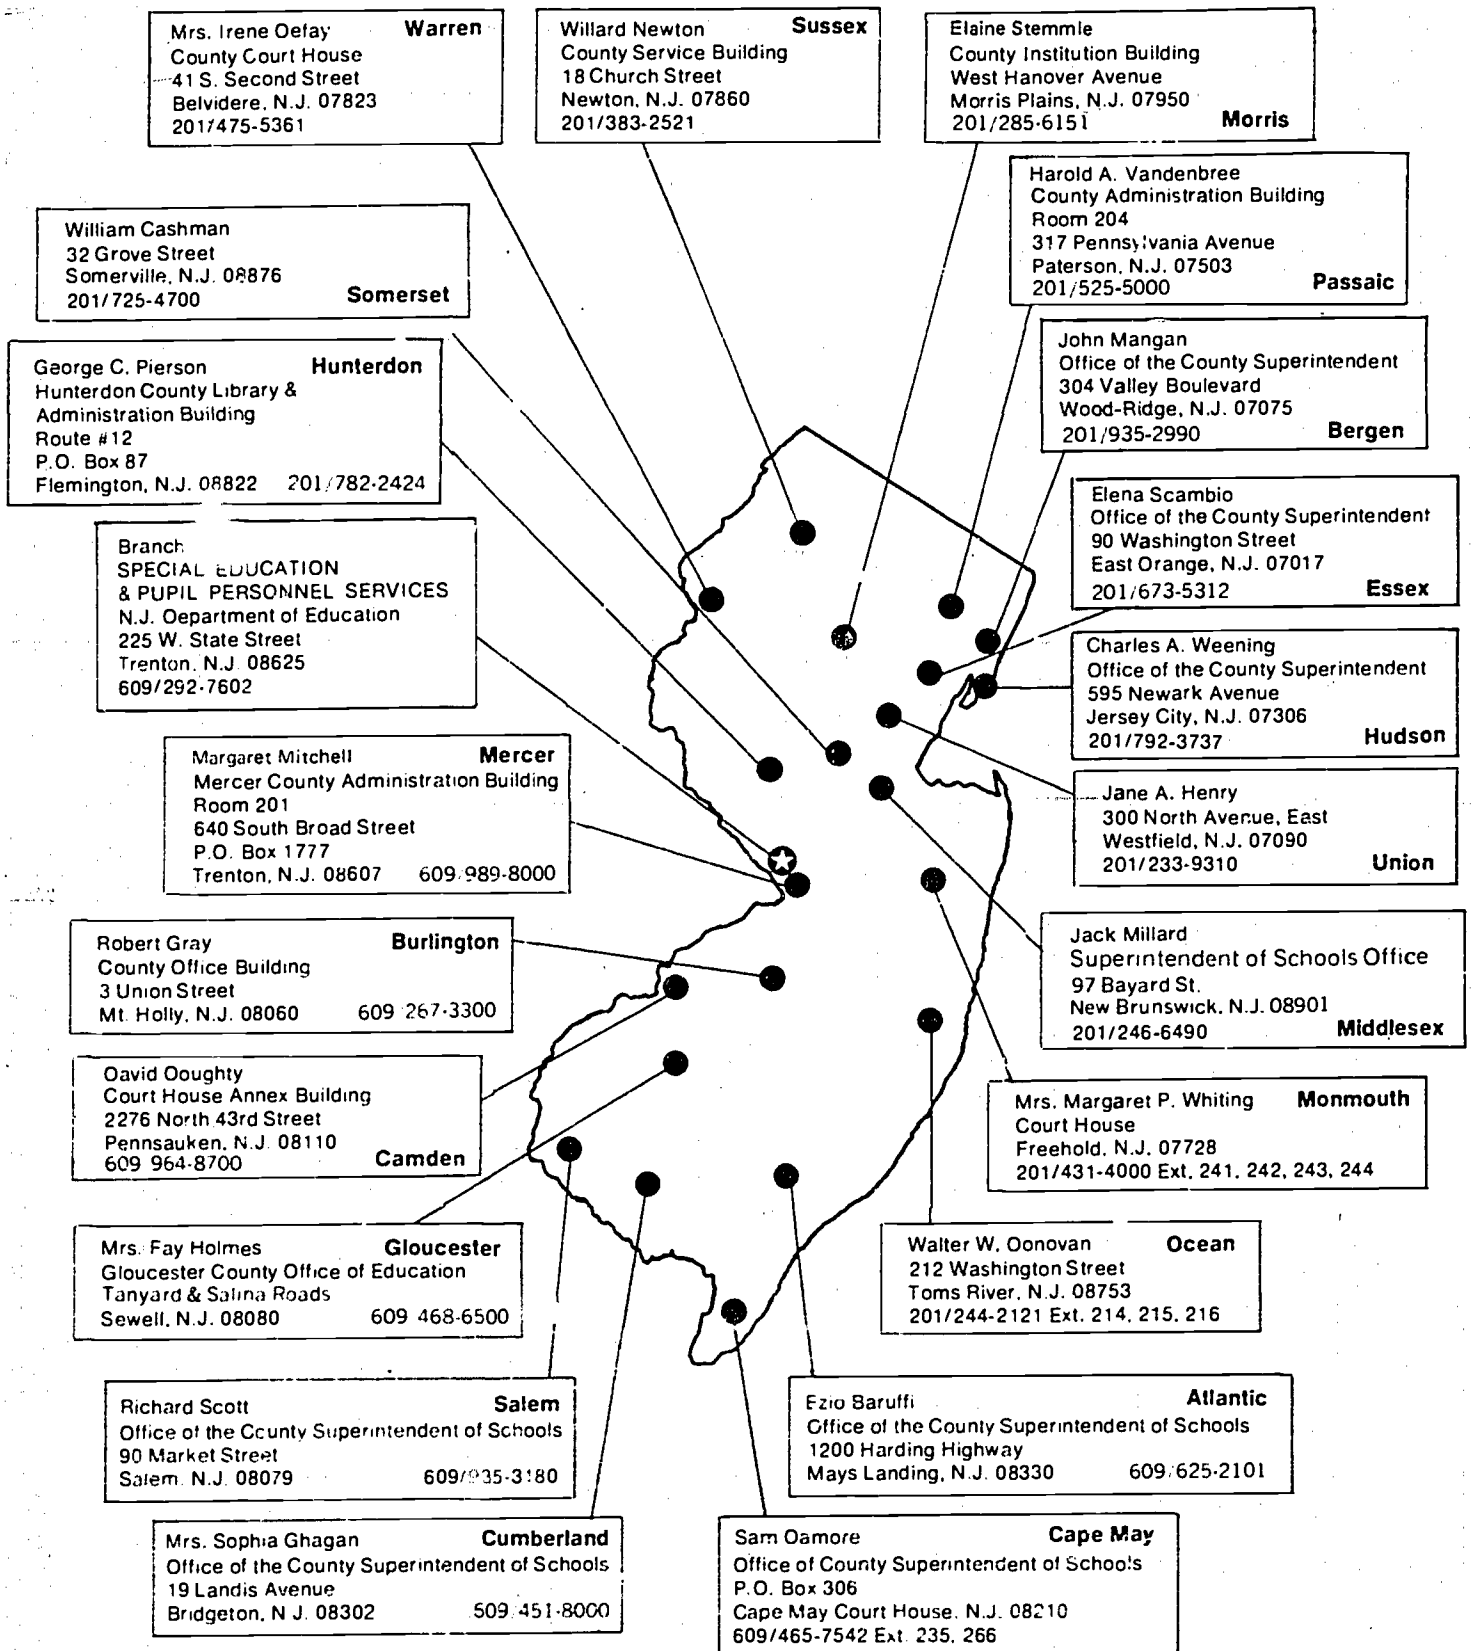 Mrs. Irene Oefay Warren
County Court House
41 S. Second Street
Belvidere, N.J. 07823
201/475-5361
Willard Newton Sussex
County Service Building
18 Church Street
Newton, N.J. 07860
201/383-2521
Elaine Stemmle
County Institution Building
West Hanover Avenue
Morris Plains, N.J. 07950
201/285-6151 Morris
Harold A. Vandenbree
County Administration Building
Room 204
317 Pennsylvania Avenue
Paterson, N.J. 07503
201/525-5000 Passaic
William Cashman
32 Grove Street
Somerville, N.J. 08876
201/725-4700 Somerset
John Mangan
Office of the County Superintendent
304 Valley Boulevard
Wood-Ridge, N.J. 07075
201/935-2990 Bergen
George C. Pierson Hunterdon
Hunterdon County Library &
Administration Building
Route #12
P.O. Box 87
Flemington, N.J. 08822 201/782-2424
Elena Scambio
Office of the County Superintendent
90 Washington Street
East Orange, N.J. 07017
201/673-5312 Essex
Branch
SPECIAL EDUCATION
& PUPIL PERSONNEL SERVICES
N.J. Oepartment of Education
225 W. State Street
Trenton, N.J. 08625
609/292-7602
Charles A. Weening
Office of the County Superintendent
595 Newark Avenue
Jersey City, N.J. 07306
201/792-3737 Hudson
Margaret Mitchell Mercer
Mercer County Administration Building
Room 201
640 South Broad Street
P.O. Box 1777
Trenton, N.J. 08607 609/989-8000
Jane A. Henry
300 North Avenue, East
Westfield, N.J. 07090
201/233-9310 Union
Robert Gray Burlington
County Office Building
3 Union Street
Mt. Holly, N.J. 08060 609 267-3300
Jack Millard
Superintendent of Schools Office
97 Bayard St.
New Brunswick, N.J. 08901
201/246-6490 Middlesex
Oavid Ooughty
Court House Annex Building
2276 North 43rd Street
Pennsauken, N.J. 08110
609 964-8700 Camden
Mrs. Margaret P. Whiting Monmouth
Court House
Freehold, N.J. 07728
201/431-4000 Ext. 241, 242, 243, 244
Mrs. Fay Holmes Gloucester
Gloucester County Office of Education
Tanyard & Salina Roads
Sewell, N.J. 08080 609 468-6500
Walter W. Oonovan Ocean
212 Washington Street
Toms River, N.J. 08753
201/244-2121 Ext. 214, 215, 216
Richard Scott Salem
Office of the County Superintendent of Schools
90 Market Street
Salem, N.J. 08079 609/935-3180
Ezio Baruffi Atlantic
Office of the County Superintendent of Schools
1200 Harding Highway
Mays Landing, N.J. 08330 609/625-2101
Mrs. Sophia Ghagan Cumberland
Office of the County Superintendent of Schools
19 Landis Avenue
Bridgeton, N.J. 08302 609/451-8000
Sam Oamore Cape May
Office of County Superintendent of Schools
P.O. Box 306
Cape May Court House, N.J. 08210
609/465-7542 Ext. 235, 266